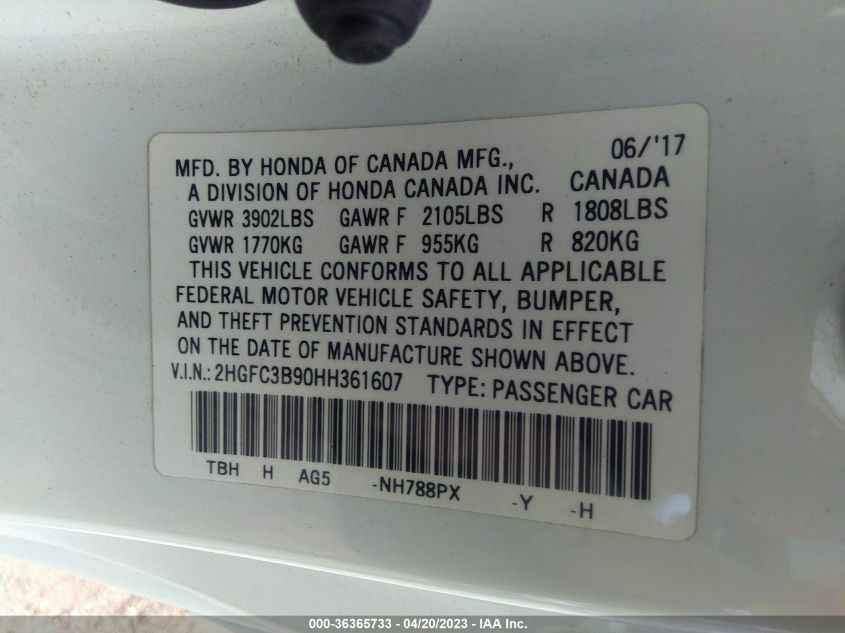 06/'17
MFD. BY HONDA OF CANADA MFG.,
A DIVISION OF HONDA CANADA INC. CANADA
GVWR 3902LBS GAWR F 2105LBS R 1808LBS
GVWR 1770KG GAWR F 955KG R 820KG
THIS VEHICLE CONFORMS TO ALL APPLICABLE
FEDERAL MOTOR VEHICLE SAFETY, BUMPER,
AND THEFT PREVENTION STANDARDS IN EFFECT
ON THE DATE OF MANUFACTURE SHOWN ABOVE.
V.I.N.: 2HGFC3B90HH361607 TYPE: PASSENGER CAR
TBH H AG5 -NH788PX -Y -H
000-36365733 - 04/20/2023 - IAA Inc.